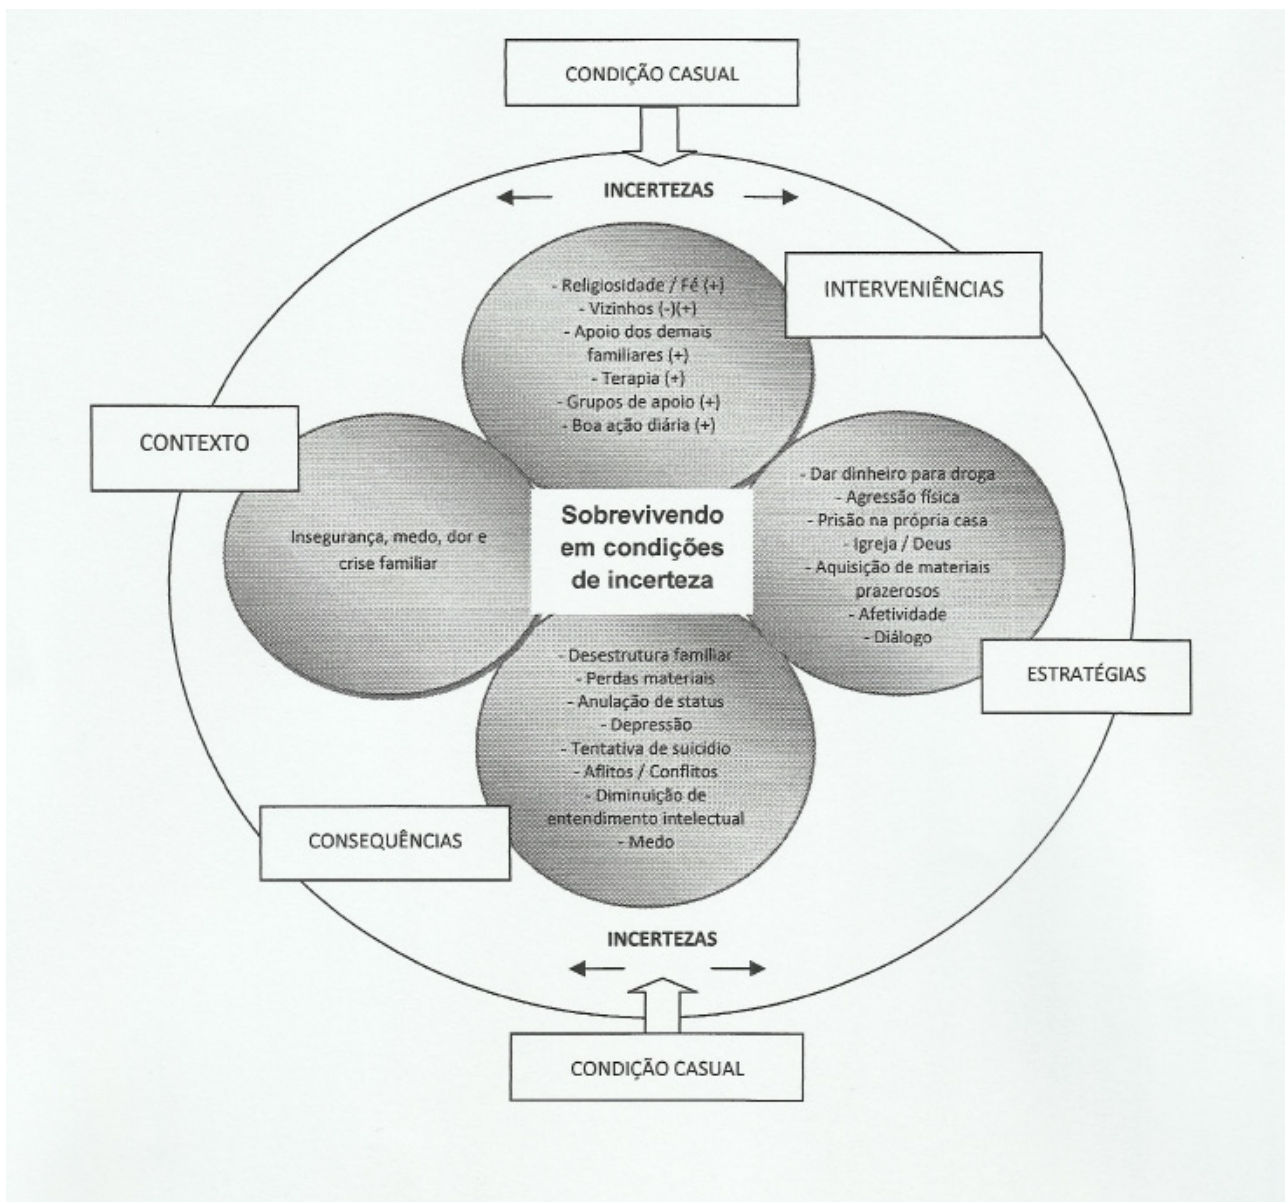 CONDIÇÃO CASUAL
INCERTEZAS
INTERVENIÊNCIAS
- Religiosidade / Fé (+)
- Vizinhos (-)(+)
- Apoio dos demais
familiares (+)
- Terapia (+)
- Grupos de apoio (+)
- Boa ação diária (+)
CONTEXTO
Insegurança, medo, dor e
crise familiar
Sobrevivendo
em condições
de incerteza
- Dar dinheiro para droga
- Agressão física
- Prisão na própria casa
- Igreja / Deus
- Aquisição de materiais
prazerosos
- Afetividade
- Diálogo
ESTRATÉGIAS
- Desestrutura familiar
- Perdas materiais
- Anulação de status
- Depressão
- Tentativa de suicídio
- Aflitos / Conflitos
- Diminuição de
entendimento intelectual
- Medo
CONSEQUÊNCIAS
INCERTEZAS
CONDIÇÃO CASUAL